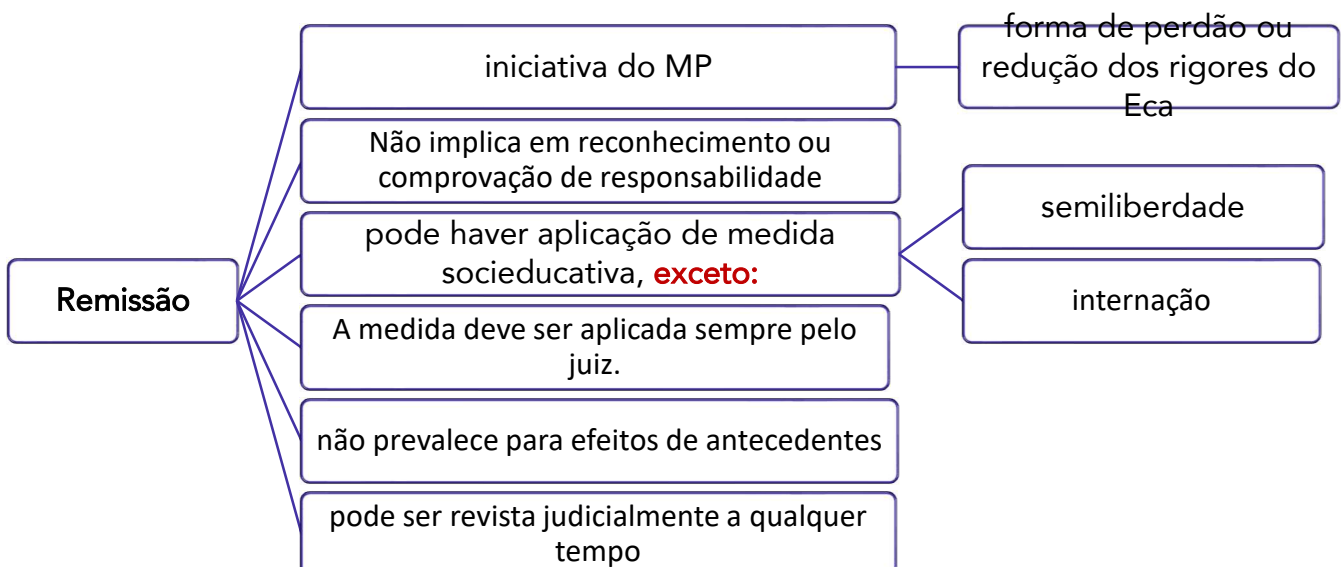 Remissão
iniciativa do MP
forma de perdão ou
redução dos rigores do
Eca
Não implica em reconhecimento ou
comprovação de responsabilidade
pode haver aplicação de medida
socieducativa, exceto:
semiliberdade
internação
A medida deve ser aplicada sempre pelo
juiz.
não prevalece para efeitos de antecedentes
pode ser revista judicialmente a qualquer
tempo